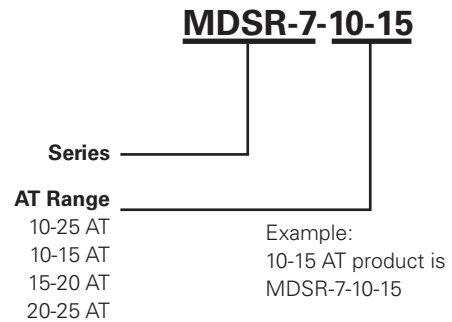 MDSR-7-10-15
Series
AT Range
10-25 AT
10-15 AT
15-20 AT
20-25 AT
Example:
10-15 AT product is
MDSR-7-10-15